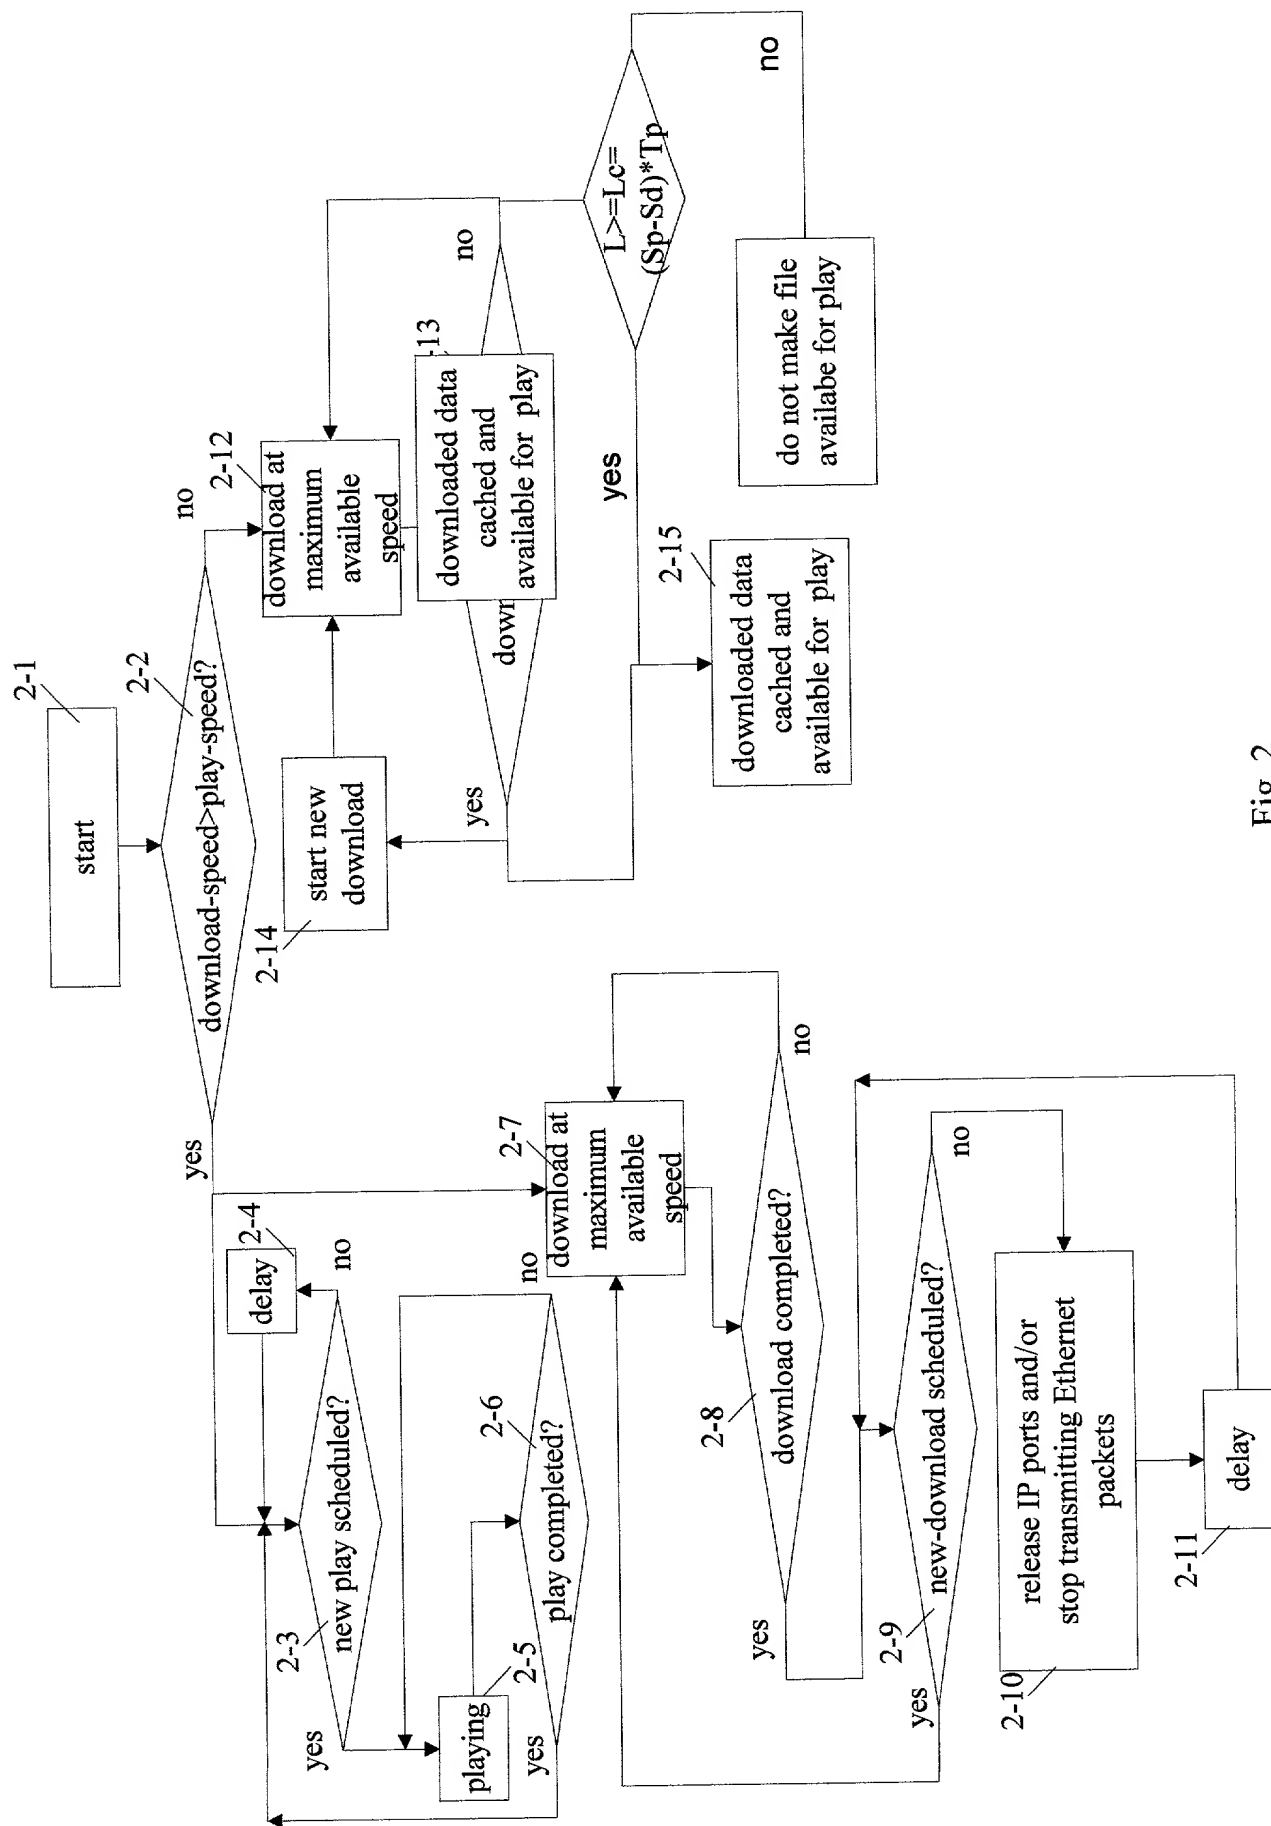 2-1
start
2-2
download-speed>play-speed?
yes
no
2-4
delay
no
2-3
new play scheduled?
yes
playing
2-5
2-6
play completed?
yes
no
2-7
download at
maximum
available
speed
2-8
download completed?
yes
no
2-9
new-download scheduled?
yes
no
2-10
release IP ports and/or
stop transmitting Ethernet
packets
2-11
delay
2-14
start new
download
2-12
download at
maximum
available
speed
-13
downloaded data
cached and
available for play
down
yes
no
L>=Lc=
(Sp-Sd)*Tp
yes
no
2-15
downloaded data
cached and
available for play
do not make file
availabe for play
Fig. 2